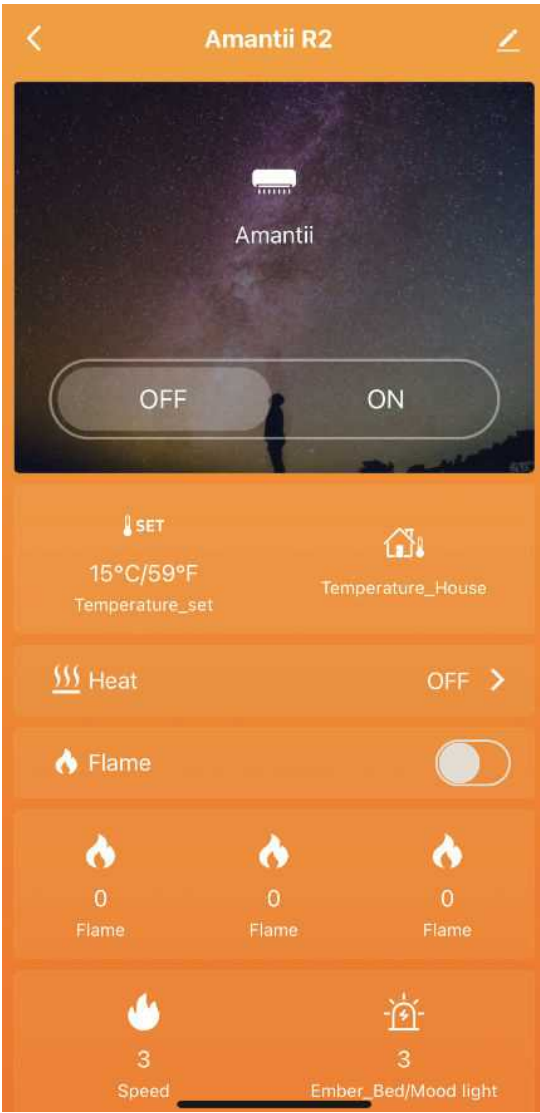 Amantii R2
Amantii
OFF ON
SET
15°C/59°F
Temperature_set
Temperature_House
Heat OFF
Flame
0 0 0
Flame Flame Flame
3 3
Speed Ember_Bed/Mood light